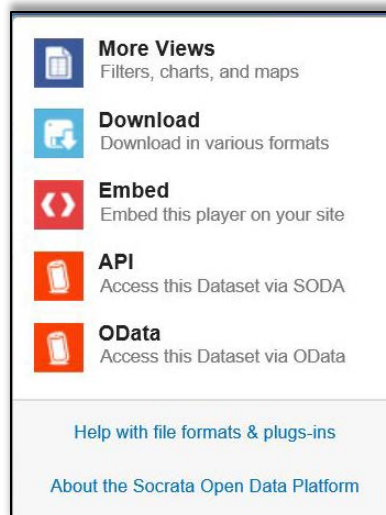 More Views
Filters, charts, and maps
Download
Download in various formats
Embed
Embed this player on your site
API
Access this Dataset via SODA
OData
Access this Dataset via OData
Help with file formats & plugs-ins
About the Socrata Open Data Platform